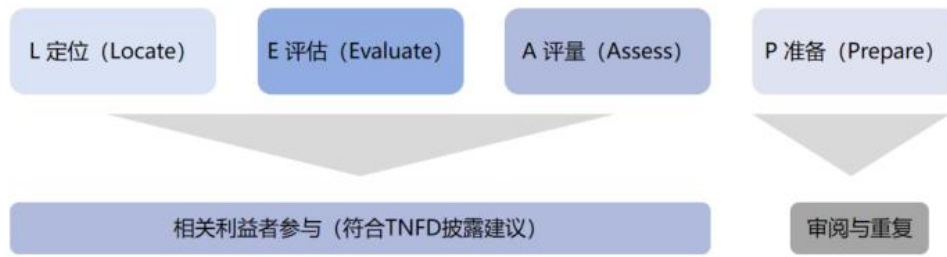 L 定位（Locate）
E 评估（Evaluate）
A 评量（Assess）
P 准备（Prepare）
相关利益者参与（符合TNFD披露建议）
审阅与重复